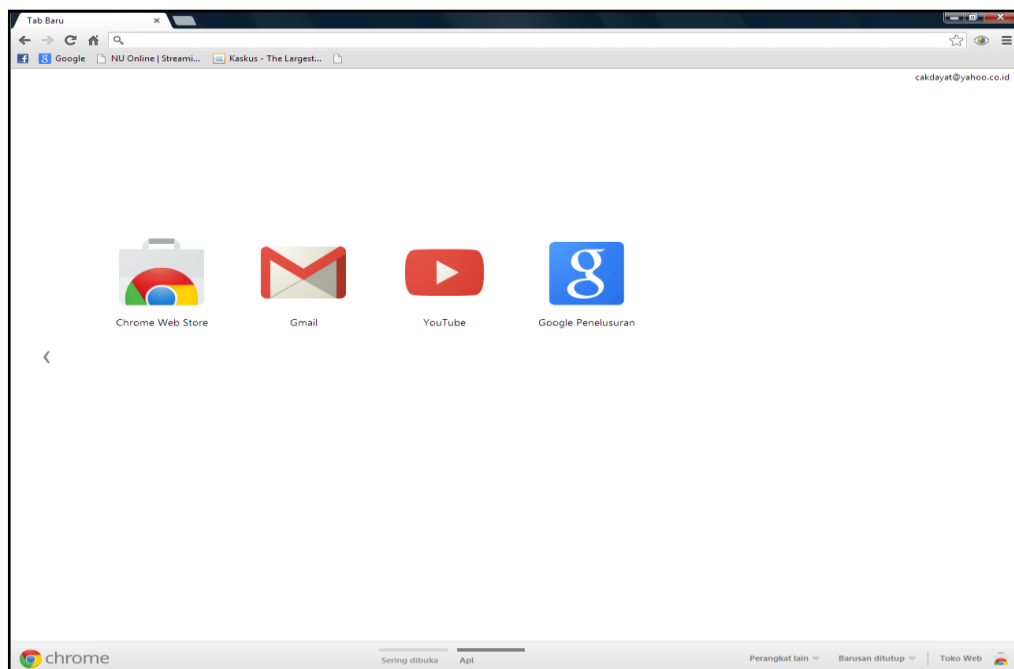 Tab Baru
Google NU Online | Streami... Kaskus - The Largest...
cakdayat@yahoo.co.id
Chrome Web Store Gmail YouTube Google Penelusuran
chrome Sering dibuka Apl Perangkat lain Barusan ditutup Toko Web